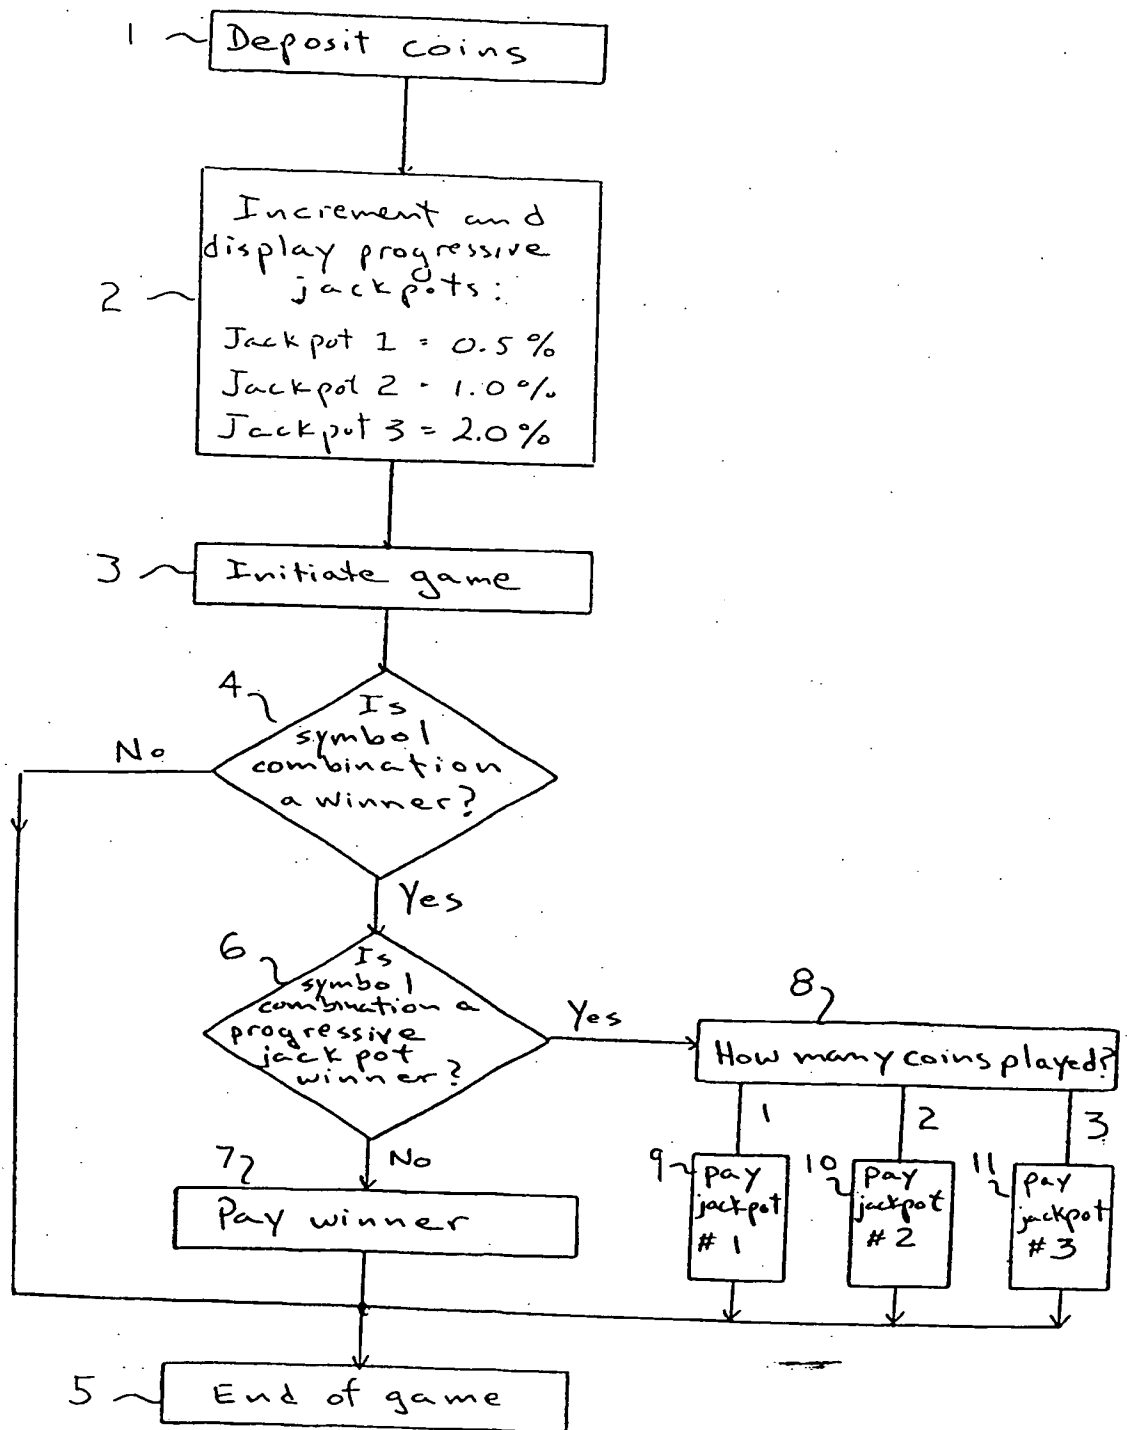 1
Deposit coins
Increment and
display progressive
jackpots:
2
Jackpot 1 = 0.5%
Jackpot 2 - 1.0%
Jackpot 3 = 2.0%
3
Initiate game
4
Is
symbol
combination
a winner?
No
Yes
6
Is
symbol
combination a
progressive
jackpot
winner?
Yes
8
How many coins played?
1
2
3
No
7
Pay winner
9
pay
jackpot
# 1
10
pay
jackpot
# 2
11
pay
jackpot
# 3
5
End of game